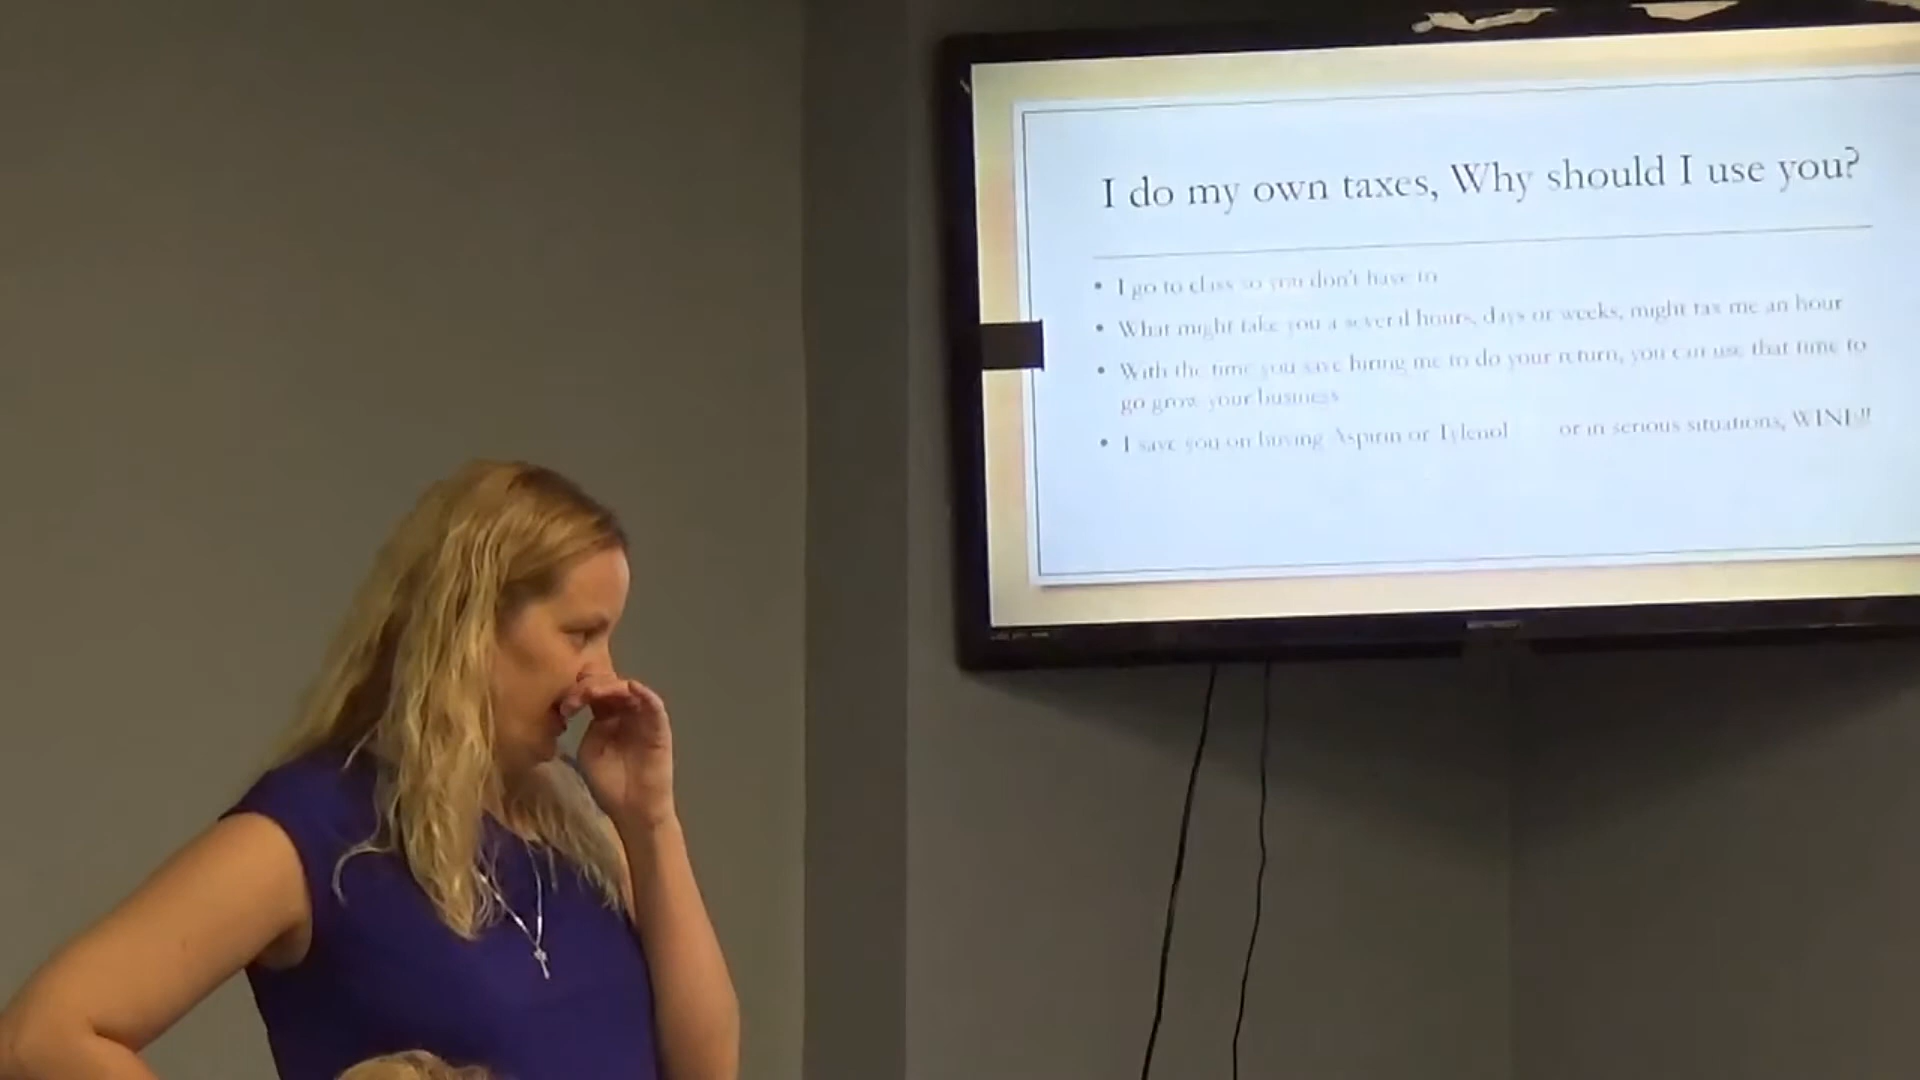 I do my own taxes, Why should I use you?
• I go to class so you don't have to
• What might take you a several hours, days or weeks, might tax me an hour
• With the time you save hiring me to do your return, you can use that time to
go grow your business
• I save you on buying Aspirin or Tylenol or in serious situations, WINE!!